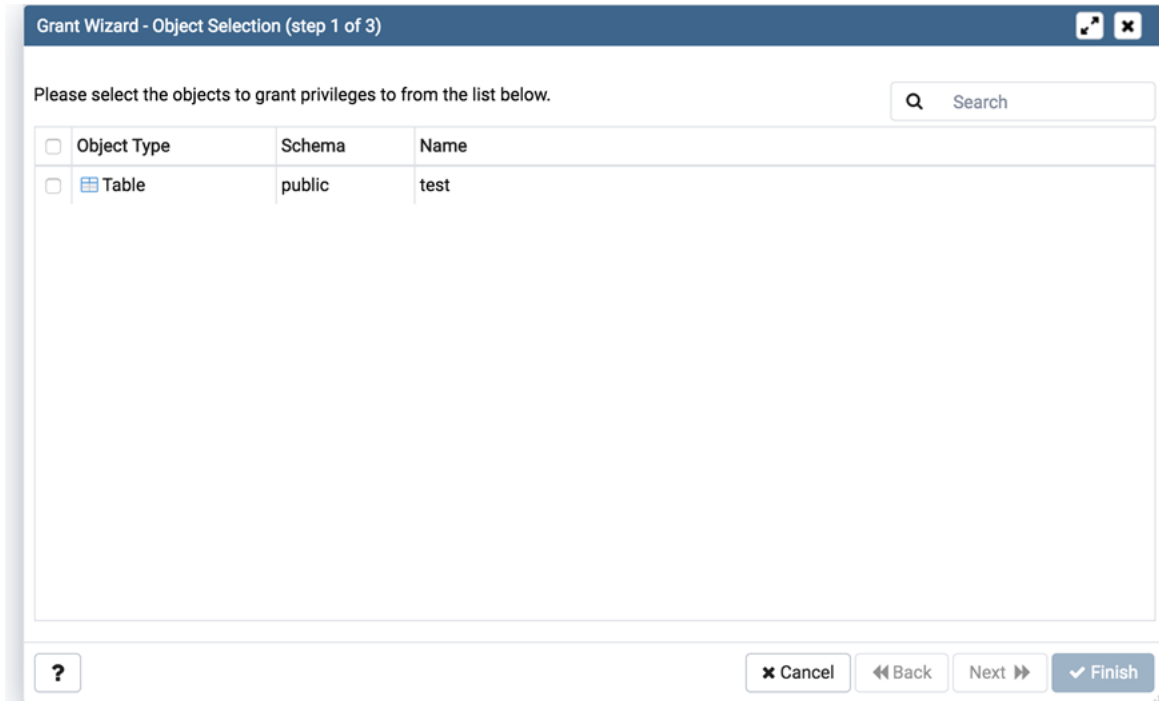 Grant Wizard - Object Selection (step 1 of 3)
Please select the objects to grant privileges to from the list below.
Search
Object Type Schema Name
Table public test
? Cancel Back Next Finish